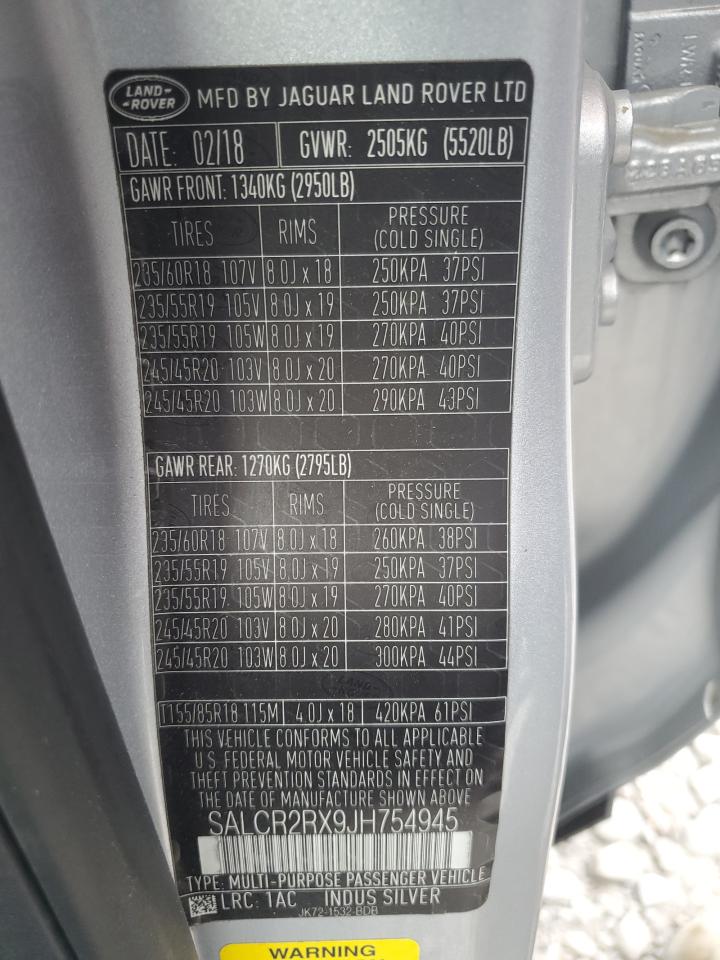 LAND-
-ROVER
MFD BY JAGUAR LAND ROVER LTD
DATE: 02/18 GVWR: 2505KG (5520LB)
GAWR FRONT: 1340KG (2950LB)
TIRES RIMS PRESSURE
(COLD SINGLE)
235/60R18 107V 8.0J x 18 250KPA 37PSI
235/55R19 105V 8.0J x 19 250KPA 37PSI
235/55R19 105W 8.0J x 19 270KPA 40PSI
245/45R20 103V 8.0J x 20 270KPA 40PSI
245/45R20 103W 8.0J x 20 290KPA 43PSI
GAWR REAR: 1270KG (2795LB)
TIRES RIMS PRESSURE
(COLD SINGLE)
235/60R18 107V 8.0J x 18 260KPA 38PSI
235/55R19 105V 8.0J x 19 250KPA 37PSI
235/55R19 105W 8.0J x 19 270KPA 40PSI
245/45R20 103V 8.0J x 20 280KPA 41PSI
245/45R20 103W 8.0J x 20 300KPA 44PSI
T155/85R18 115M 4.0J x 18 420KPA 61PSI
THIS VEHICLE CONFORMS TO ALL APPLICABLE
U.S. FEDERAL MOTOR VEHICLE SAFETY AND
THEFT PREVENTION STANDARDS IN EFFECT ON
THE DATE OF MANUFACTURE SHOWN ABOVE
SALCR2RX9JH754945
TYPE: MULTI-PURPOSE PASSENGER VEHICLE
LRC: 1AC INDUS SILVER
JK72-1532-BDB
WARNING